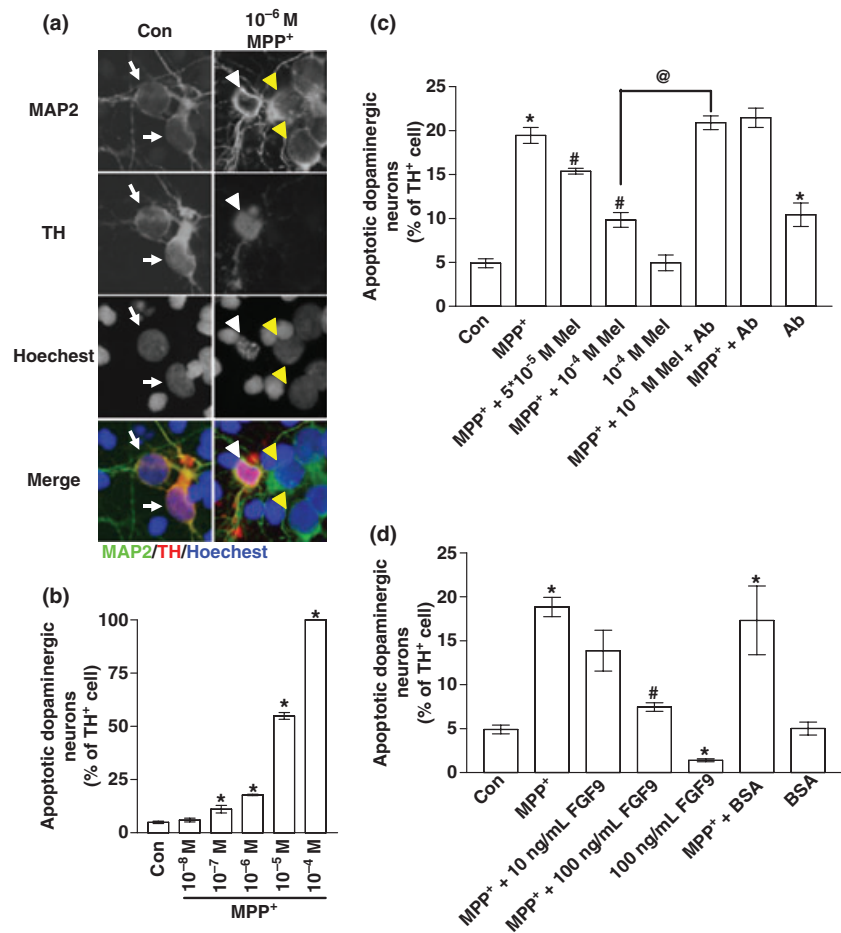 (a)
Con
10⁻⁶ M
MPP⁺
MAP2
TH
Hoechest
Merge
MAP2/TH/Hoechest
(b)
Apoptotic dopaminergic
neurons
(% of TH⁺ cell)
100
75
50
25
0
*
*
*
*
Con
10⁻⁸ M
10⁻⁷ M
10⁻⁶ M
10⁻⁵ M
10⁻⁴ M
MPP⁺
(c)
Apoptotic dopaminergic
neurons
(% of TH⁺ cell)
25
20
15
10
5
0
*
#
#
@
*
Con
MPP⁺
MPP⁺ + 5*10⁻⁵ M Mel
MPP⁺ + 10⁻⁴ M Mel
10⁻⁴ M Mel
MPP⁺ + 10⁻⁴ M Mel + Ab
MPP⁺ + Ab
Ab
(d)
Apoptotic dopaminergic
neurons
(% of TH⁺ cell)
25
20
15
10
5
0
*
#
*
*
Con
MPP⁺
MPP⁺ + 10 ng/mL FGF9
MPP⁺ + 100 ng/mL FGF9
100 ng/mL FGF9
MPP⁺ + BSA
BSA